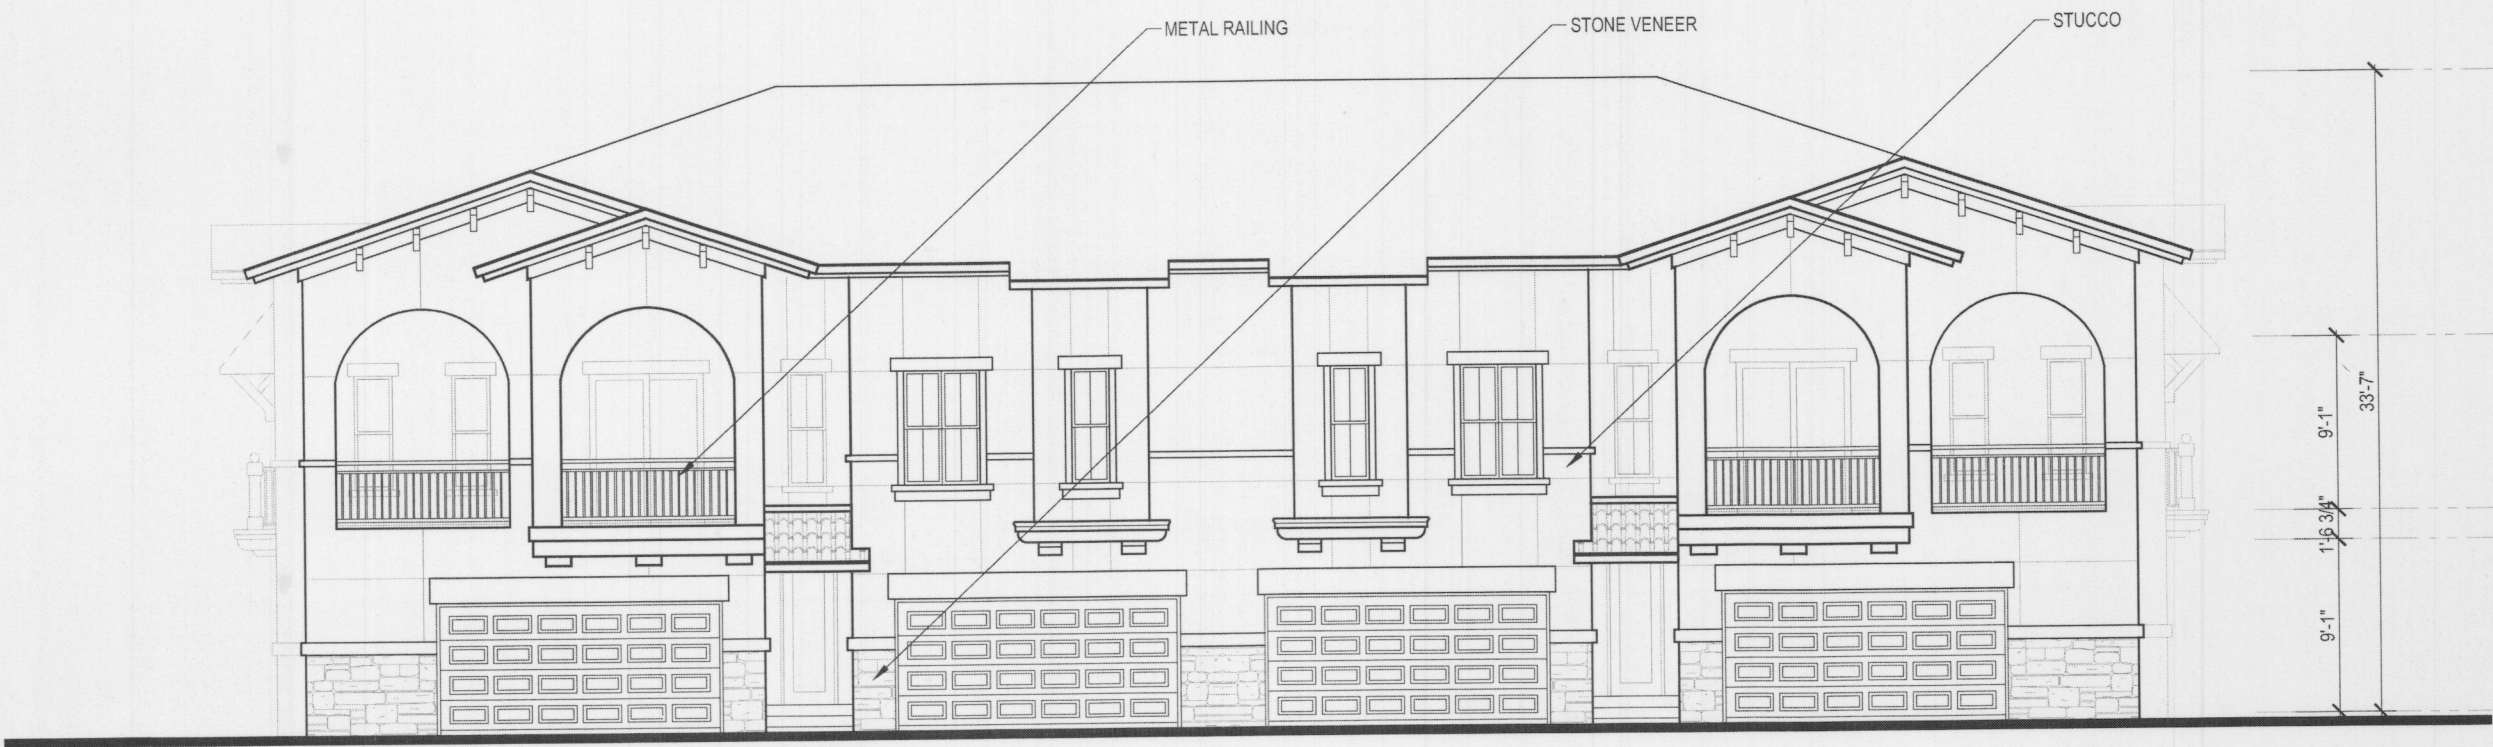 METAL RAILING
STONE VENEER
STUCCO
33'-7"
9'-1"
1'-6 3/4"
9'-1"